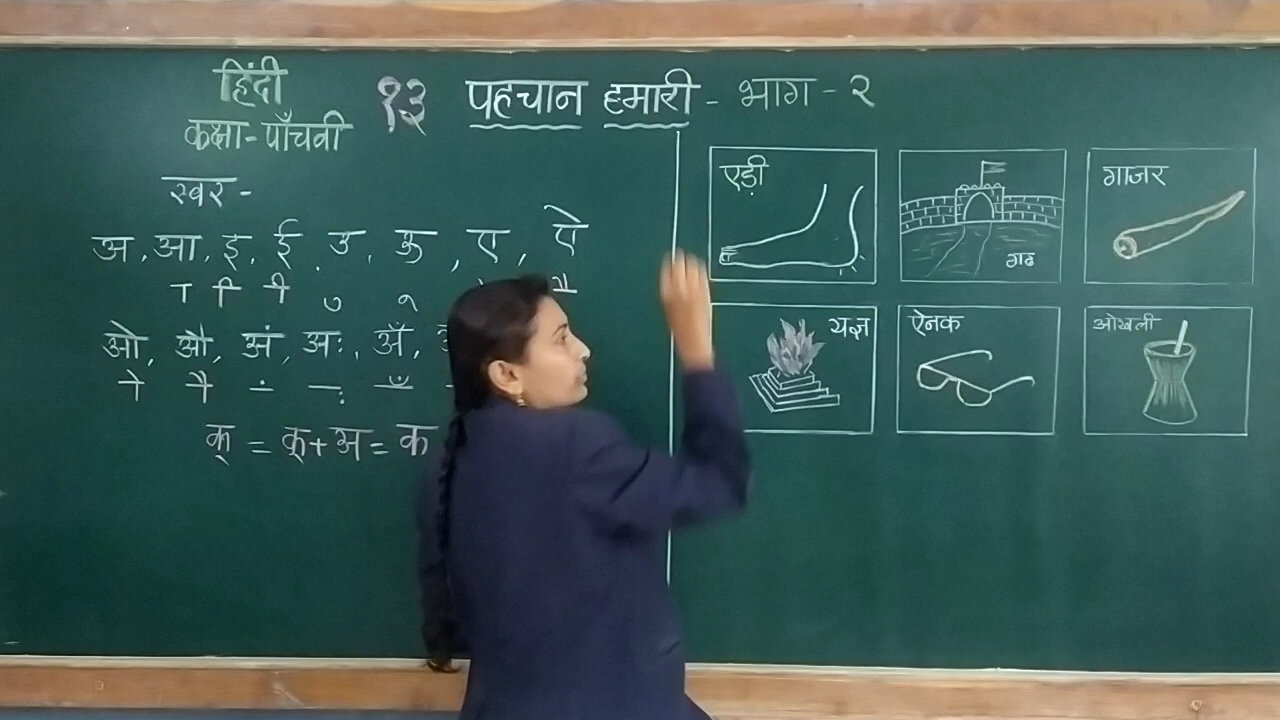 हिंदी
कक्षा-पाँचवी
१३ पहचान हमारी - भाग - २
स्वर -
अ, आ, इ, ई, उ, ऊ, ए, ऐ
ा ि ी ु ृ ै
ओ, औ, अं, अः, अँ,
ो ौ ं ः ँ
क् = क् + अ = क
एड़ी
गढ
गाजर
यज्ञ
ऐनक
ओखली